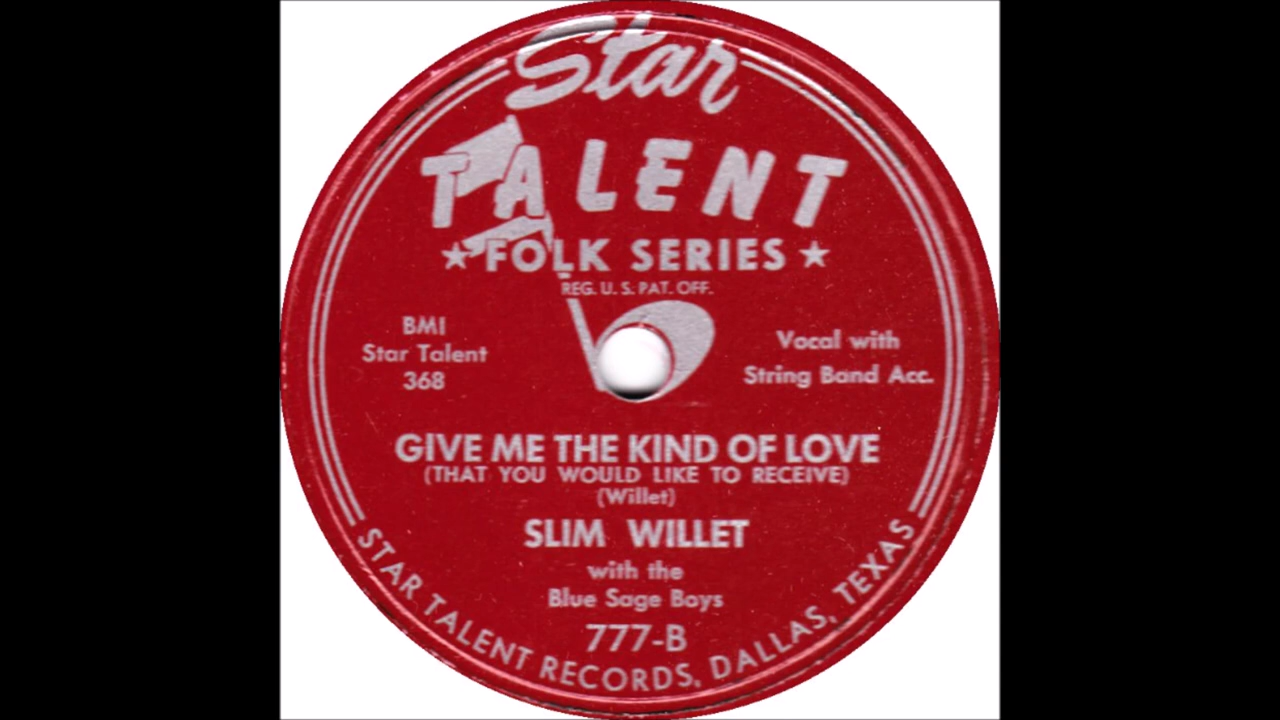 Star
TALENT
★ FOLK SERIES ★
REG. U. S. PAT. OFF.
BMI
Star Talent
368
Vocal with
String Band Acc.
GIVE ME THE KIND OF LOVE
(THAT YOU WOULD LIKE TO RECEIVE)
(Willet)
SLIM WILLET
with the
Blue Sage Boys
777-B
STAR TALENT RECORDS, DALLAS, TEXAS